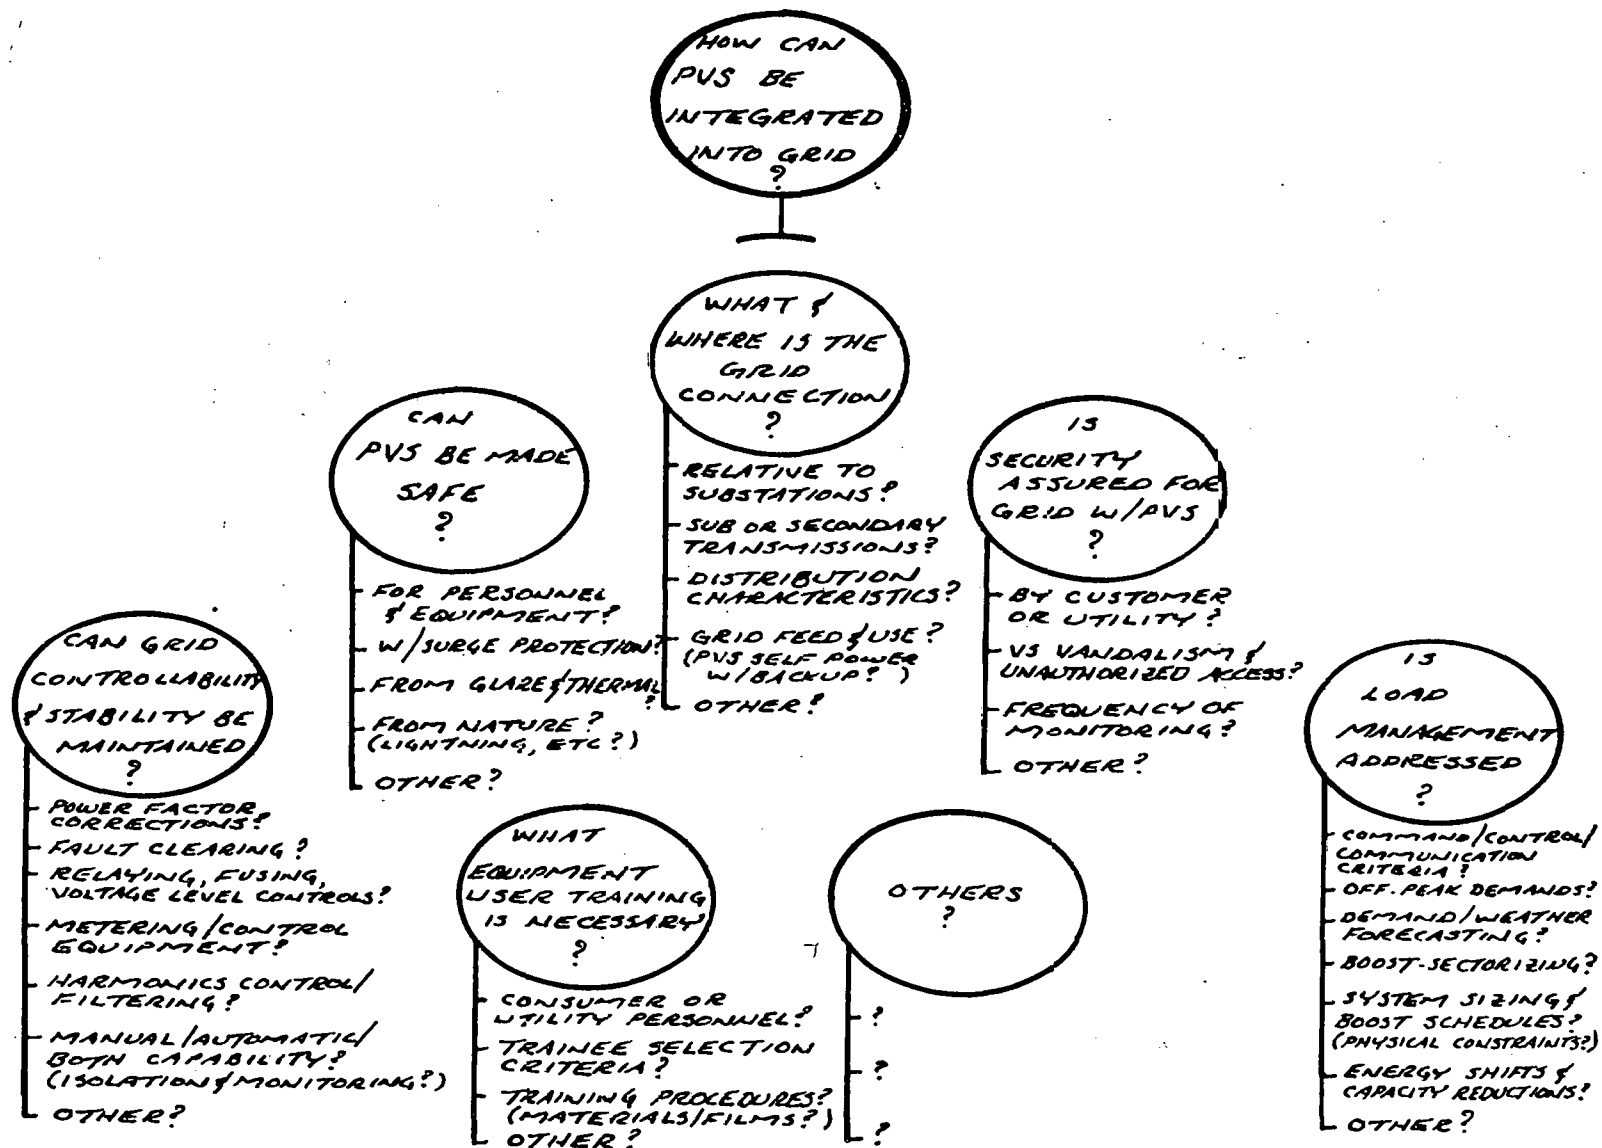 HOW CAN
PVS BE
INTEGRATED
INTO GRID
?
WHAT &
WHERE IS THE
GRID
CONNECTION
?
RELATIVE TO
SUBSTATIONS?
SUB OR SECONDARY
TRANSMISSIONS?
DISTRIBUTION
CHARACTERISTICS?
GRID FEED & USE?
(PVS SELF POWER
W/BACKUP?)
OTHER?
CAN
PVS BE MADE
SAFE
?
FOR PERSONNEL
& EQUIPMENT?
W/SURGE PROTECTION?
FROM GLAZE & THERMAL
?
FROM NATURE?
(LIGHTNING, ETC?)
OTHER?
IS
SECURITY
ASSURED FOR
GRID W/PVS
?
BY CUSTOMER
OR UTILITY?
VS VANDALISM &
UNAUTHORIZED ACCESS?
FREQUENCY OF
MONITORING?
OTHER?
CAN GRID
CONTROLLABILITY
& STABILITY BE
MAINTAINED
?
POWER FACTOR
CORRECTIONS?
FAULT CLEARING?
RELAYING, FUSING,
VOLTAGE LEVEL CONTROLS?
METERING/CONTROL
EQUIPMENT?
HARMONICS CONTROL/
FILTERING?
MANUAL/AUTOMATIC/
BOTH CAPABILITY?
(ISOLATION & MONITORING?)
OTHER?
IS
LOAD
MANAGEMENT
ADDRESSED
?
COMMAND/CONTROL/
COMMUNICATION
CRITERIA?
OFF-PEAK DEMANDS?
DEMAND/WEATHER
FORECASTING?
BOOST-SECTORIZING?
SYSTEM SIZING &
BOOST SCHEDULES?
(PHYSICAL CONSTRAINTS?)
ENERGY SHIFTS &
CAPACITY REDUCTIONS?
OTHER?
WHAT
EQUIPMENT
USER TRAINING
IS NECESSARY
?
CONSUMER OR
UTILITY PERSONNEL?
TRAINEE SELECTION
CRITERIA?
TRAINING PROCEDURES?
(MATERIALS/FILMS?)
OTHER?
OTHERS
?
?
?
?